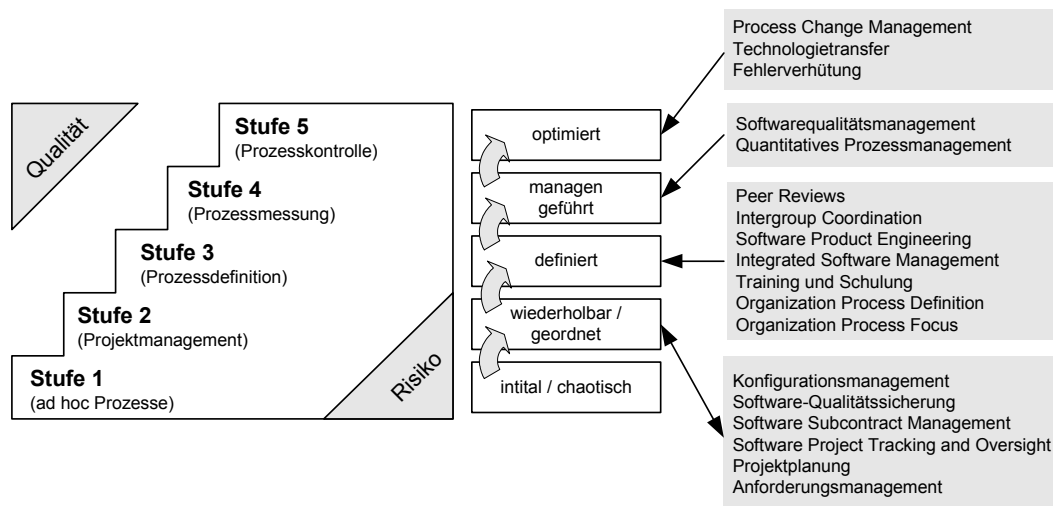 Qualität
Stufe 5
(Prozesskontrolle)
Stufe 4
(Prozessmessung)
Stufe 3
(Prozessdefinition)
Stufe 2
(Projektmanagement)
Stufe 1
(ad hoc Prozesse)
Risiko
optimiert
managen
geführt
definiert
wiederholbar /
geordnet
intital / chaotisch
Process Change Management
Technologietransfer
Fehlerverhütung
Softwarequalitätsmanagement
Quantitatives Prozessmanagement
Peer Reviews
Intergroup Coordination
Software Product Engineering
Integrated Software Management
Training und Schulung
Organization Process Definition
Organization Process Focus
Konfigurationsmanagement
Software-Qualitätssicherung
Software Subcontract Management
Software Project Tracking and Oversight
Projektplanung
Anforderungsmanagement